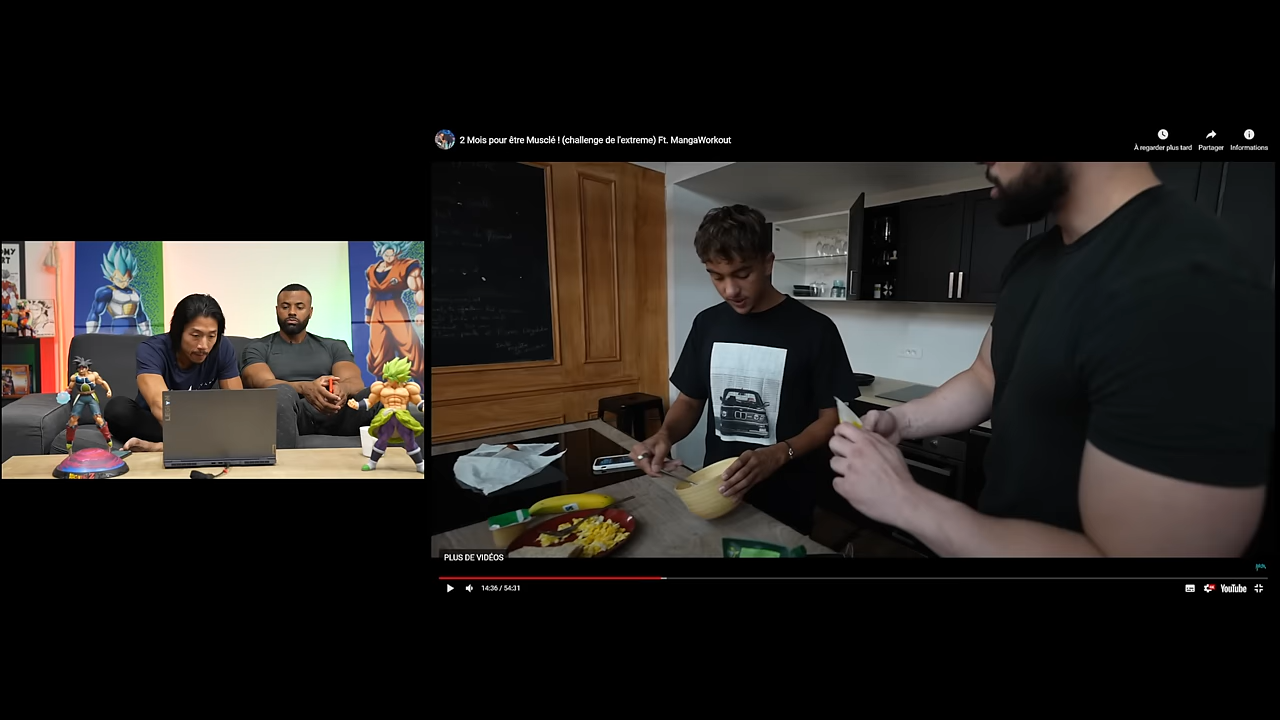 2 Mois pour être Musclé ! (challenge de l'extreme) Ft. MangaWorkout
À regarder plus tard
Partager
Informations
PLUS DE VIDÉOS
14:36 / 54:31
YouTube